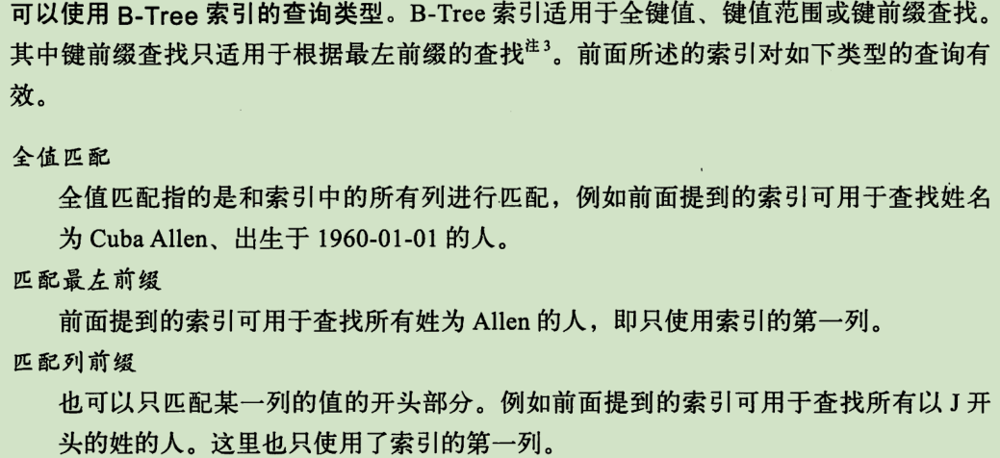 可以使用 B-Tree 索引的查询类型。B-Tree 索引适用于全键值、键值范围或键前缀查找。
其中键前缀查找只适用于根据最左前缀的查找注3。前面所述的索引对如下类型的查询有
效。
全值匹配
全值匹配指的是和索引中的所有列进行匹配，例如前面提到的索引可用于查找姓名
为 Cuba Allen、出生于 1960-01-01 的人。
匹配最左前缀
前面提到的索引可用于查找所有姓为 Allen 的人，即只使用索引的第一列。
匹配列前缀
也可以只匹配某一列的值的开头部分。例如前面提到的索引可用于查找所有以 J 开
头的姓的人。这里也只使用了索引的第一列。